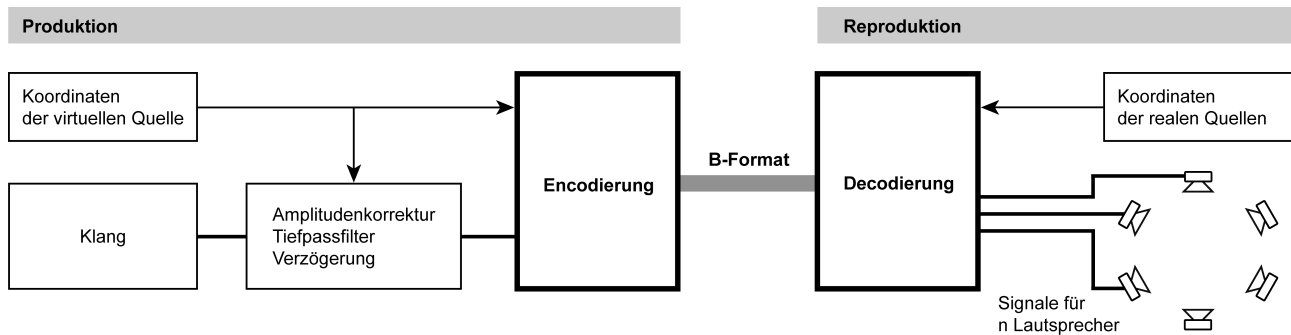 Produktion
Reproduktion
Koordinaten
der virtuellen Quelle
Koordinaten
der realen Quellen
B-Format
Encodierung
Decodierung
Klang
Amplitudenkorrektur
Tiefpassfilter
Verzögerung
Signale für
n Lautsprecher